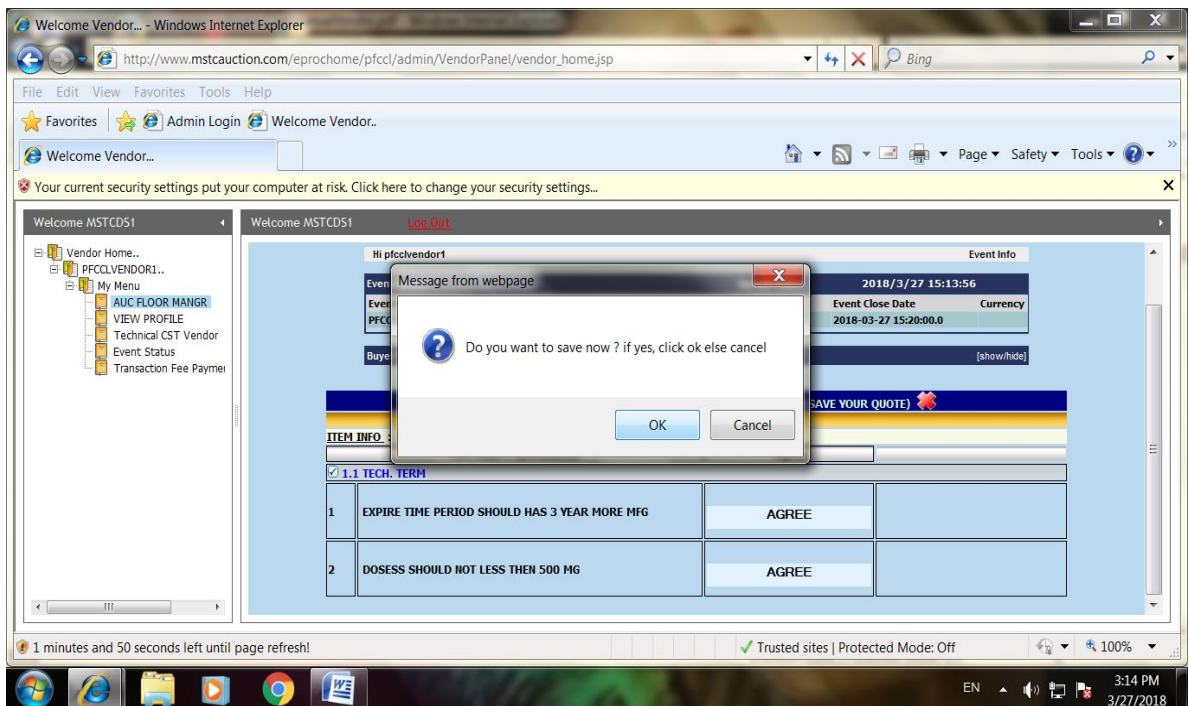 Welcome Vendor... - Windows Internet Explorer
http://www.mstcauction.com/eprochome/pfccl/admin/VendorPanel/vendor_home.jsp
Bing
File Edit View Favorites Tools Help
Favorites Admin Login Welcome Vendor..
Welcome Vendor...
Page Safety Tools
Your current security settings put your computer at risk. Click here to change your security settings...
Welcome MSTCDS1
Welcome MSTCDS1 Log Out
Vendor Home..
PFCCLVENDOR1..
My Menu
AUC FLOOR MANGR
VIEW PROFILE
Technical CST Vendor
Event Status
Transaction Fee Paymei
Hi pfcclvendor1 Event Info
Even 2018/3/27 15:13:56
Even Event Close Date Currency
PFCC 2018-03-27 15:20:00.0
Buye [show/hide]
Message from webpage
Do you want to save now ? if yes, click ok else cancel
OK Cancel
SAVE YOUR QUOTE)
ITEM INFO :
1.1 TECH. TERM
1 EXPIRE TIME PERIOD SHOULD HAS 3 YEAR MORE MFG AGREE
2 DOSESS SHOULD NOT LESS THEN 500 MG AGREE
1 minutes and 50 seconds left until page refresh!
Trusted sites | Protected Mode: Off
100%
EN
3:14 PM
3/27/2018